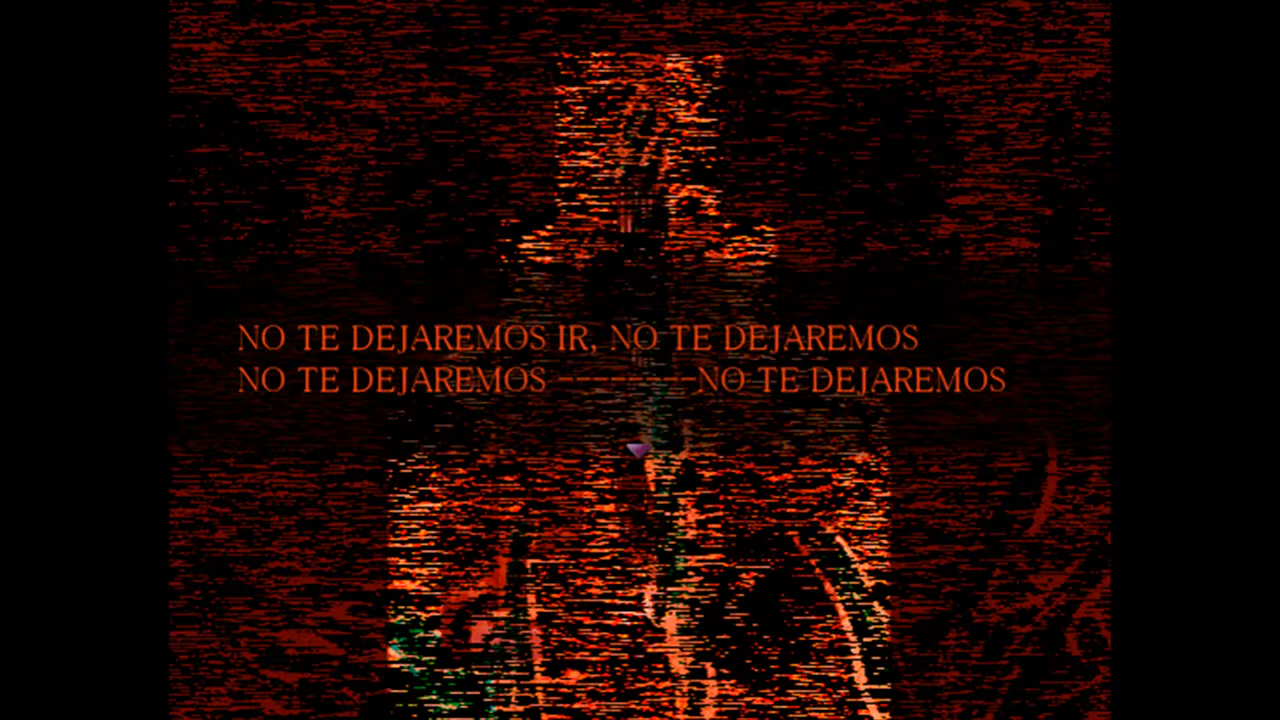 NO TE DEJAREMOS IR, NO TE DEJAREMOS
NO TE DEJAREMOS --------NO TE DEJAREMOS